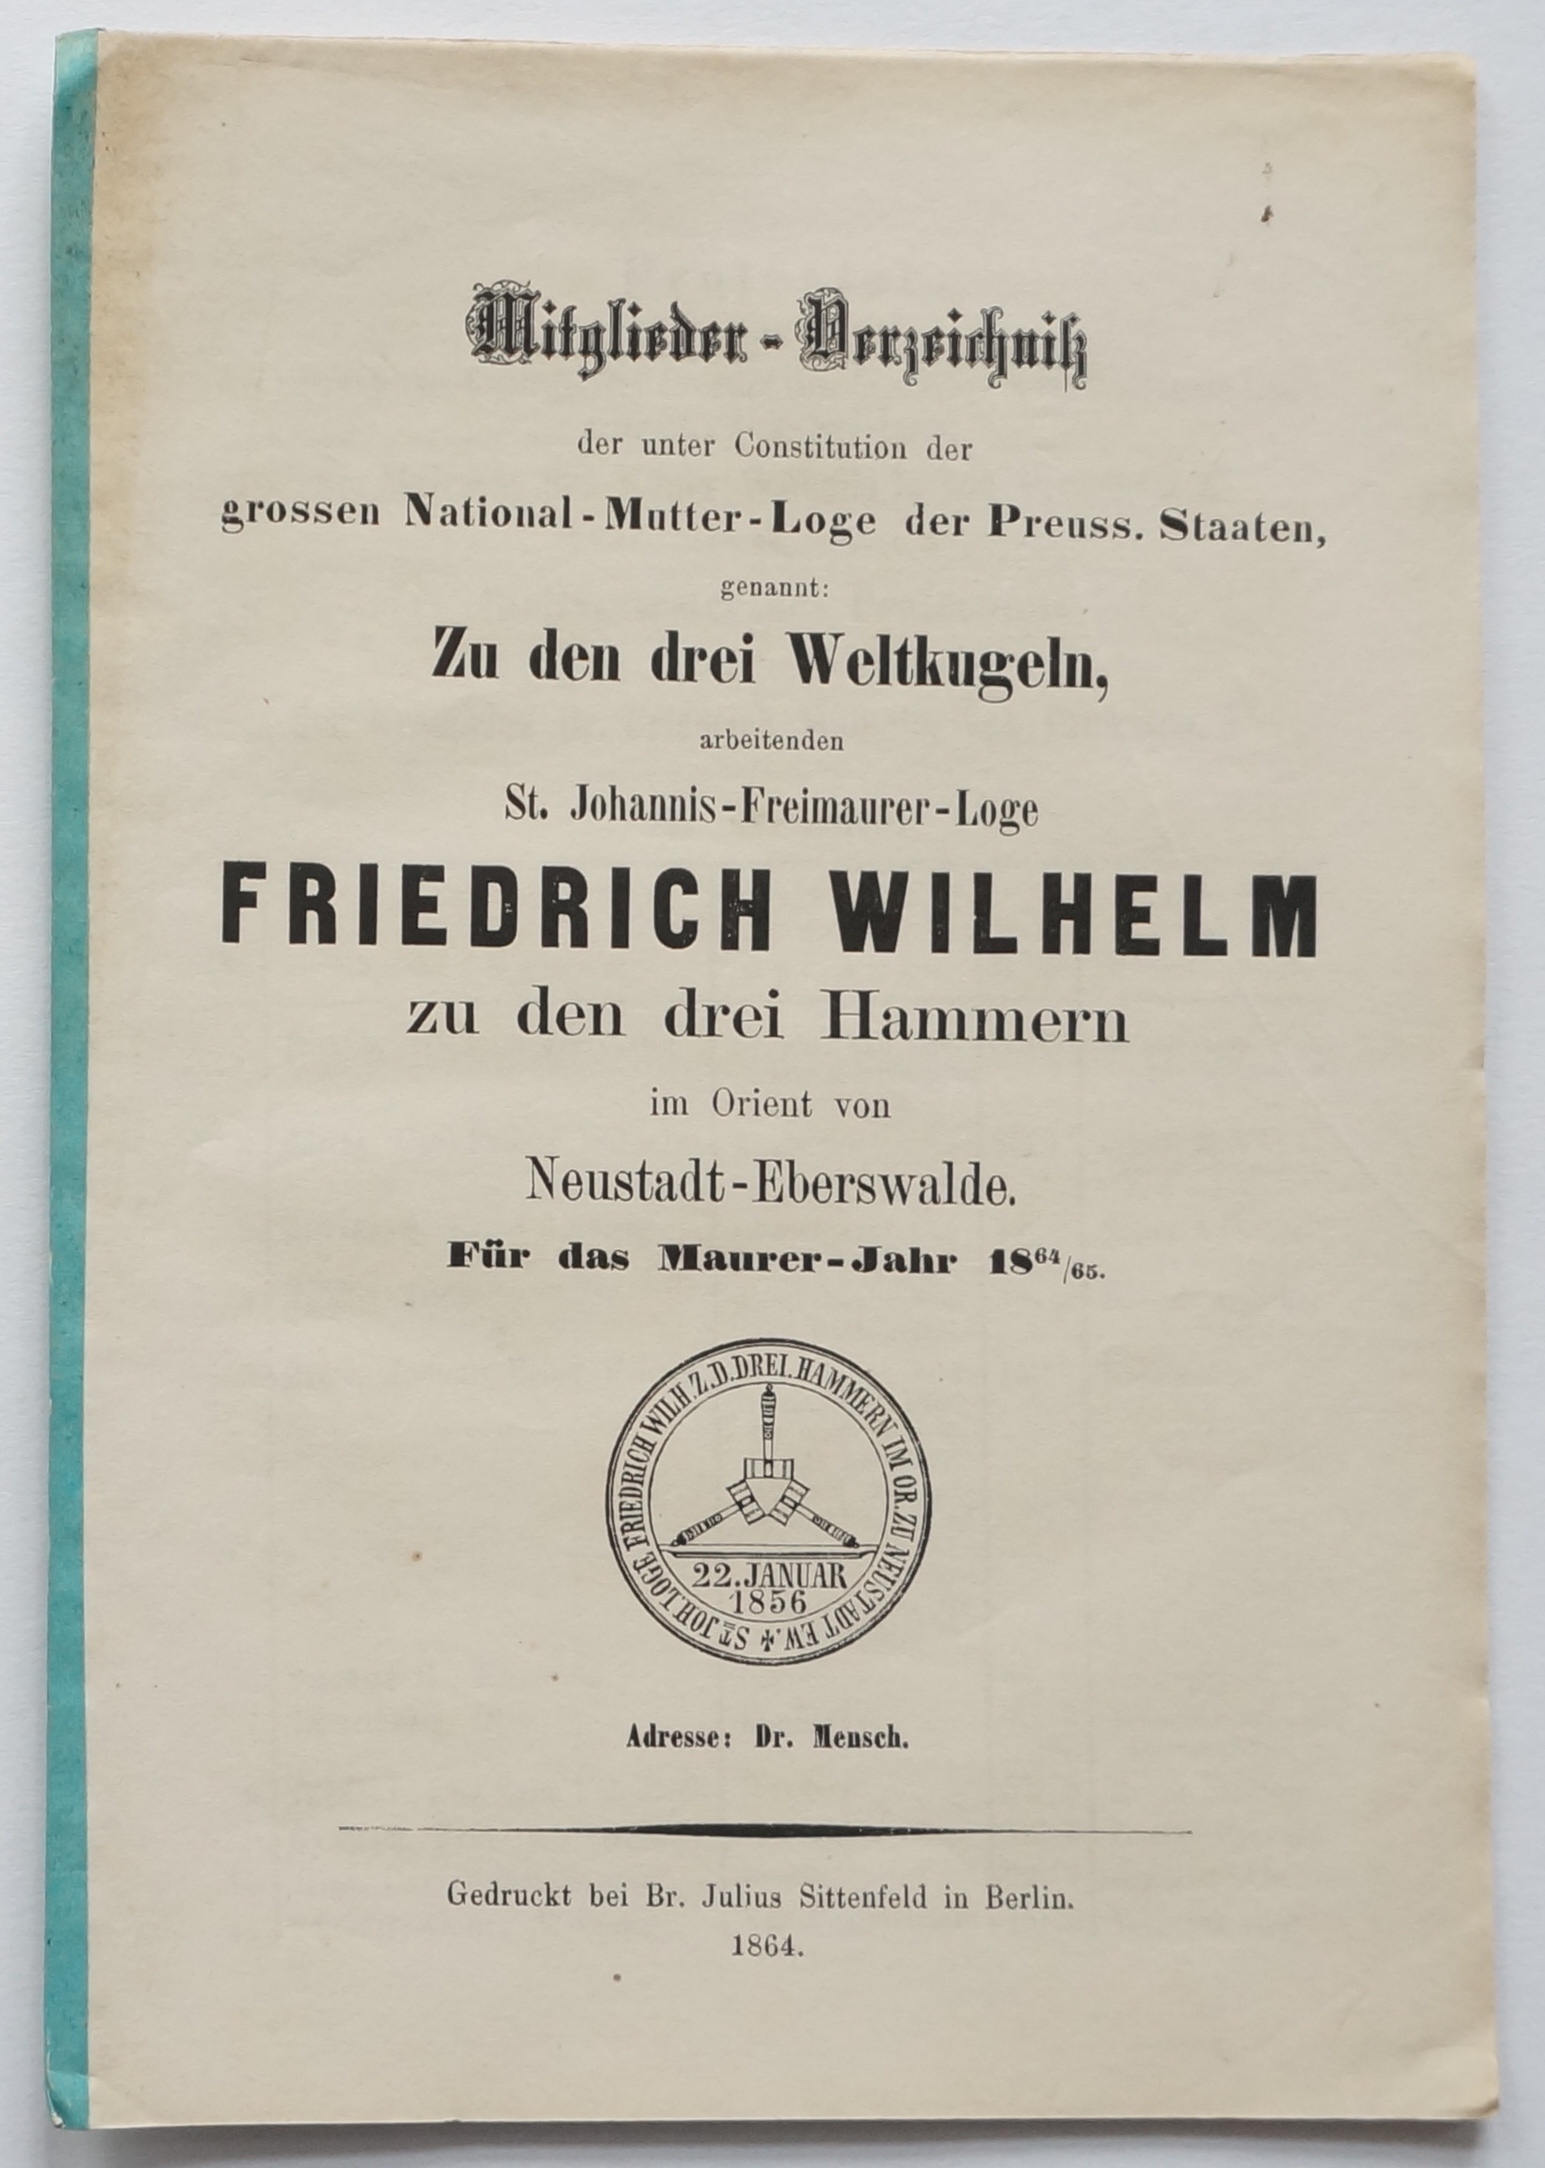 Mitglieder-Verzeichniß
der unter Constitution der
grossen National-Mutter-Loge der Preuss. Staaten,
genannt:
Zu den drei Weltkugeln,
arbeitenden
St. Johannis-Freimaurer-Loge
FRIEDRICH WILHELM
zu den drei Hammern
im Orient von
Neustadt-Eberswalde.
Für das Maurer-Jahr 18⁶⁴/₆₅.
ST JOH.LOGE FRIEDRICH WILH.Z.D.DREI.HAMMERN IM OR.ZU NEUSTADT EW.
22.JANUAR
1856
Adresse: Dr. Mensch.
Gedruckt bei Br. Julius Sittenfeld in Berlin.
1864.